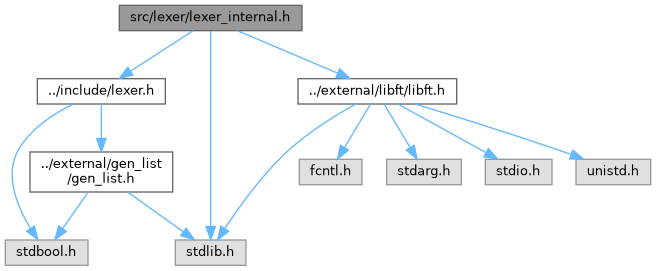 src/lexer/lexer_internal.h
../include/lexer.h
../external/libft/libft.h
../external/gen_list
/gen_list.h
fcntl.h
stdarg.h
stdio.h
unistd.h
stdbool.h
stdlib.h